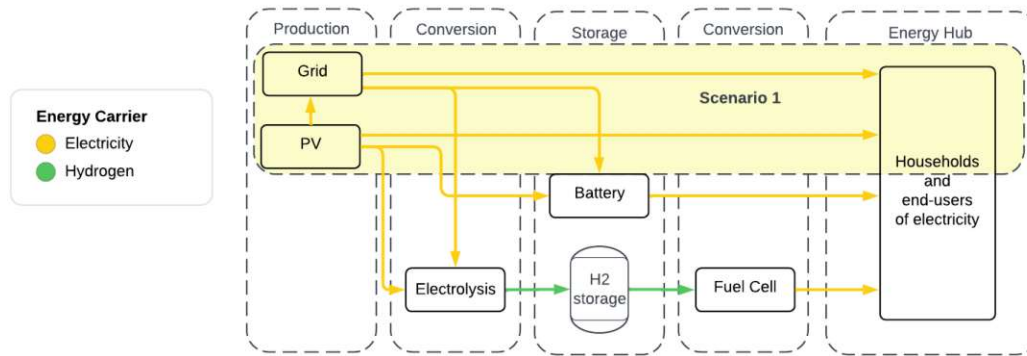 Production
Conversion
Storage
Conversion
Energy Hub
Grid
Scenario 1
Energy Carrier
Electricity
Hydrogen
PV
Households
and
end-users
of electricity
Battery
Electrolysis
H2
storage
Fuel Cell